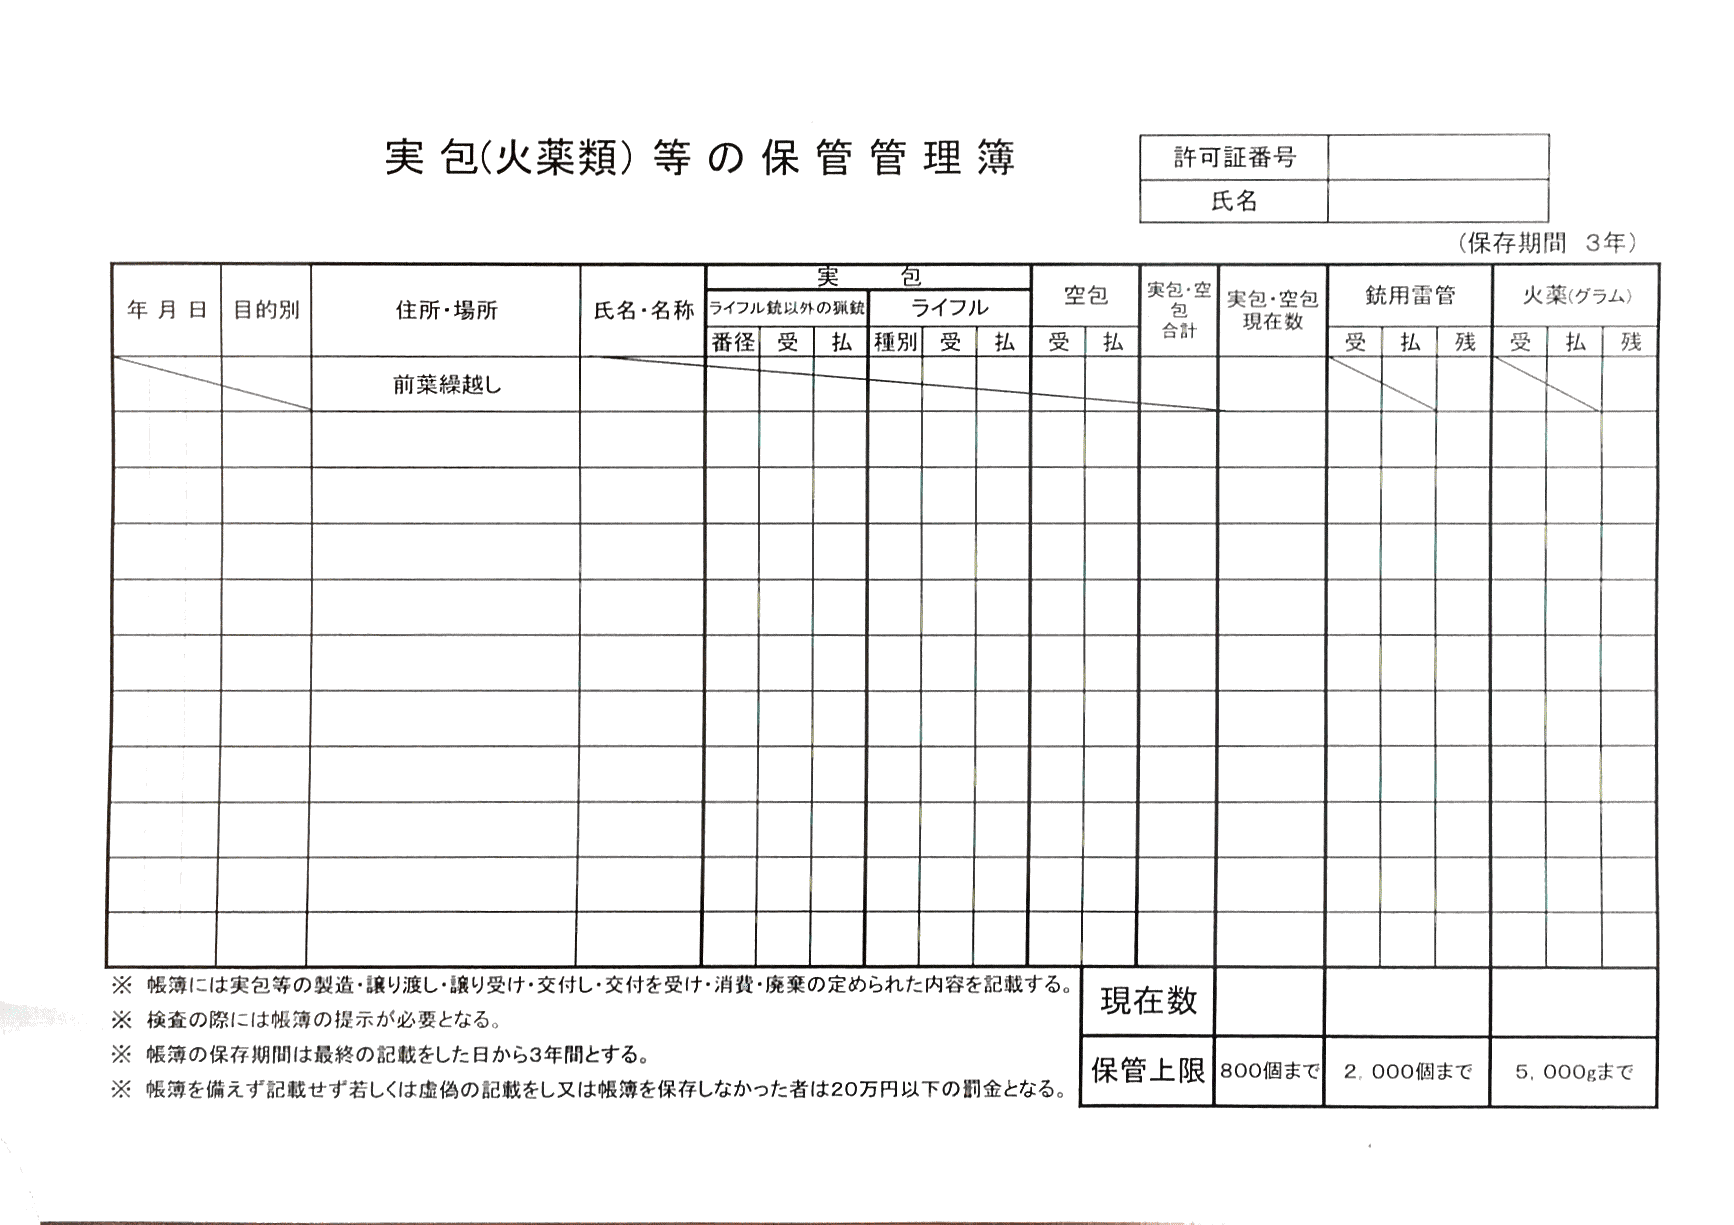 実包(火薬類)等の保管管理簿
許可証番号
氏名
(保存期間 3年)
年月日 目的別 住所・場所 氏名・名称 実包 空包 実包・空包合計 実包・空包現在数 銃用雷管 火薬(グラム)
ライフル銃以外の猟銃 ライフル
番径 受 払 種別 受 払 受 払 受 払 残 受 払 残
前葉繰越し
※ 帳簿には実包等の製造・譲り渡し・譲り受け・交付し・交付を受け・消費・廃棄の定められた内容を記載する。
※ 検査の際には帳簿の提示が必要となる。
※ 帳簿の保存期間は最終の記載をした日から3年間とする。
※ 帳簿を備えず記載せず若しくは虚偽の記載をし又は帳簿を保存しなかった者は20万円以下の罰金となる。
現在数
保管上限 800個まで 2,000個まで 5,000gまで